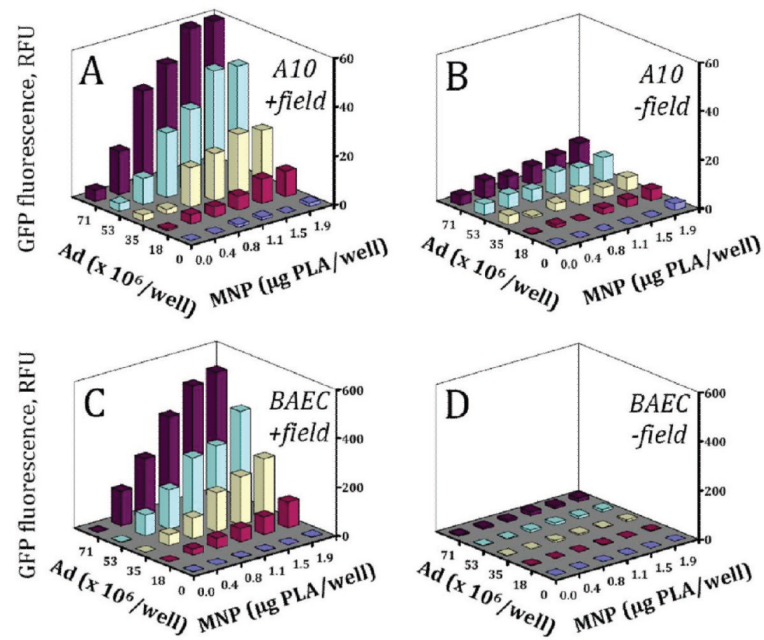 GFP fluorescence, RFU
A
A10
+field
60
40
20
0
71
53
35
18
0
0.0
0.4
0.8
1.1
1.5
1.9
Ad (x 10⁶/well)
MNP (μg PLA/well)
B
A10
-field
60
40
20
0
71
53
35
18
0
0.0
0.4
0.8
1.1
1.5
1.9
Ad (x 10⁶/well)
MNP (μg PLA/well)
GFP fluorescence, RFU
C
BAEC
+field
600
400
200
0
71
53
35
18
0
0.0
0.4
0.8
1.1
1.5
1.9
Ad (x 10⁶/well)
MNP (μg PLA/well)
D
BAEC
-field
600
400
200
0
71
53
35
18
0
0.0
0.4
0.8
1.1
1.5
1.9
Ad (x 10⁶/well)
MNP (μg PLA/well)